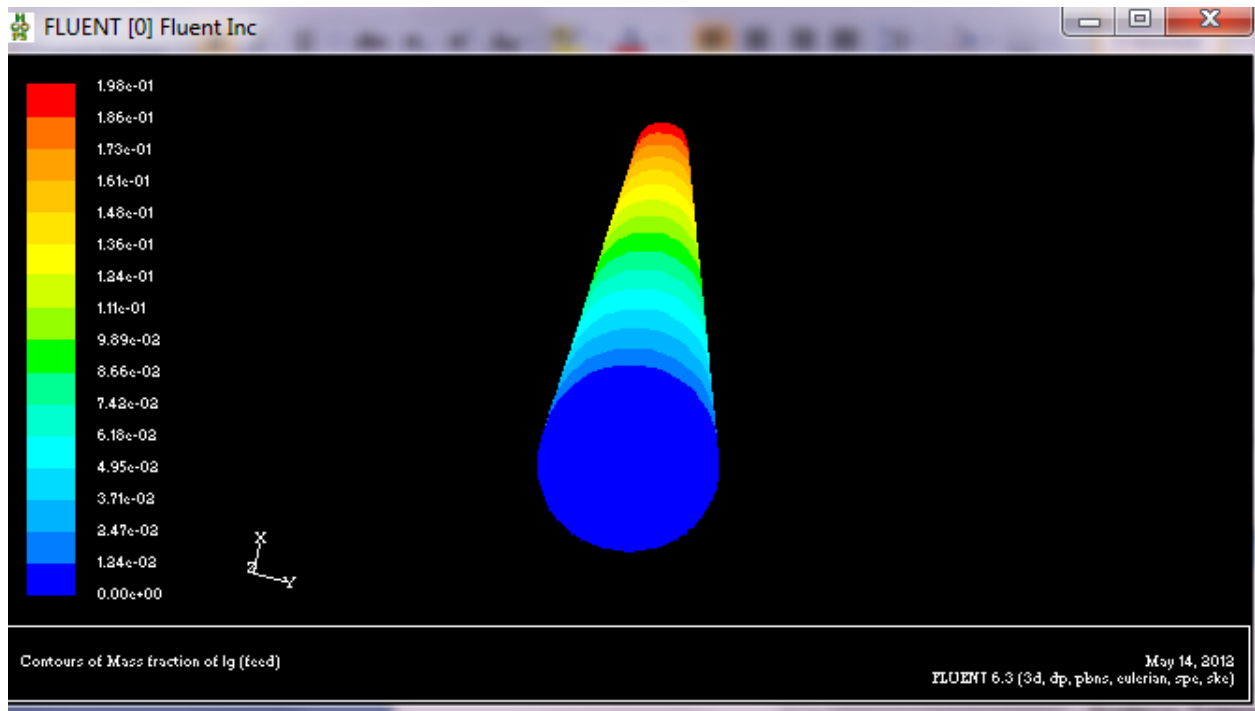 FLUENT [0] Fluent Inc
1.98e-01
1.86e-01
1.73e-01
1.61e-01
1.48e-01
1.36e-01
1.24e-01
1.11e-01
9.89e-02
8.66e-02
7.42e-02
6.18e-02
4.95e-02
3.71e-02
2.47e-02
1.24e-02
0.00e+00
X
Z
Y
Contours of Mass fraction of lg (feed)
May 14, 2012
FLUENT 6.3 (3d, dp, pbns, eulerian, spe, ske)